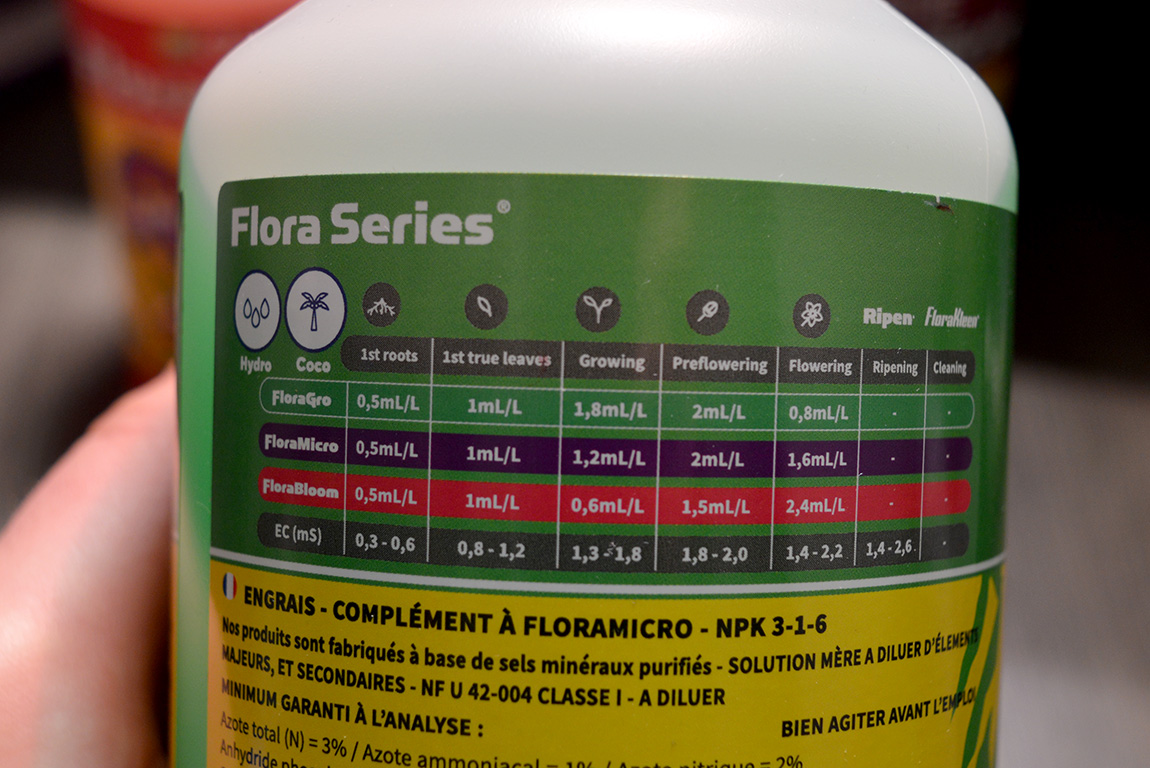 Flora Series®
Ripen® FloraKleen®
Hydro Coco 1st roots 1st true leaves Growing Preflowering Flowering Ripening Cleaning
FloraGro 0,5mL/L 1mL/L 1,8mL/L 2mL/L 0,8mL/L - -
FloraMicro 0,5mL/L 1mL/L 1,2mL/L 2mL/L 1,6mL/L - -
FloraBloom 0,5mL/L 1mL/L 0,6mL/L 1,5mL/L 2,4mL/L - -
EC (mS) 0,3 - 0,6 0,8 - 1,2 1,3 - 1,8 1,8 - 2,0 1,4 - 2,2 1,4 - 2,6 -
ENGRAIS - COMPLÉMENT À FLORAMICRO - NPK 3-1-6
Nos produits sont fabriqués à base de sels minéraux purifiés - SOLUTION MÈRE A DILUER D'ÉLEMENTS
MAJEURS, ET SECONDAIRES - NF U 42-004 CLASSE I - A DILUER
MINIMUM GARANTI À L'ANALYSE :
BIEN AGITER AVANT L'EMPLOI
Azote total (N) = 3% / Azote ammoniacal = 1% / Azote nitrique = 2%
Anhydride